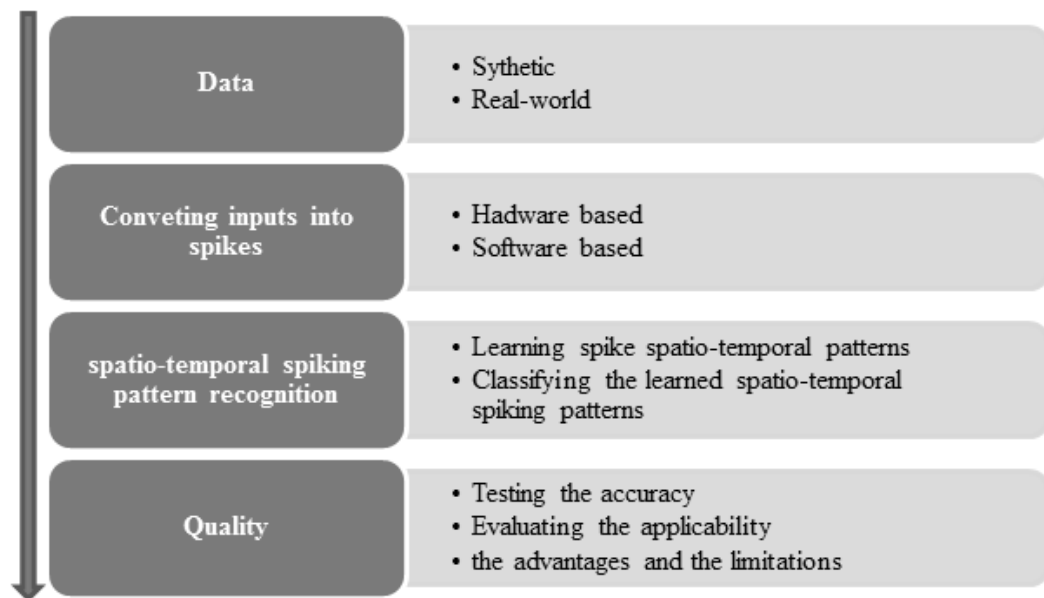 Data
• Sythetic
• Real-world
Conveting inputs into
spikes
• Hadware based
• Software based
spatio-temporal spiking
pattern recognition
• Learning spike spatio-temporal patterns
• Classifying the learned spatio-temporal
spiking patterns
Quality
• Testing the accuracy
• Evaluating the applicability
• the advantages and the limitations